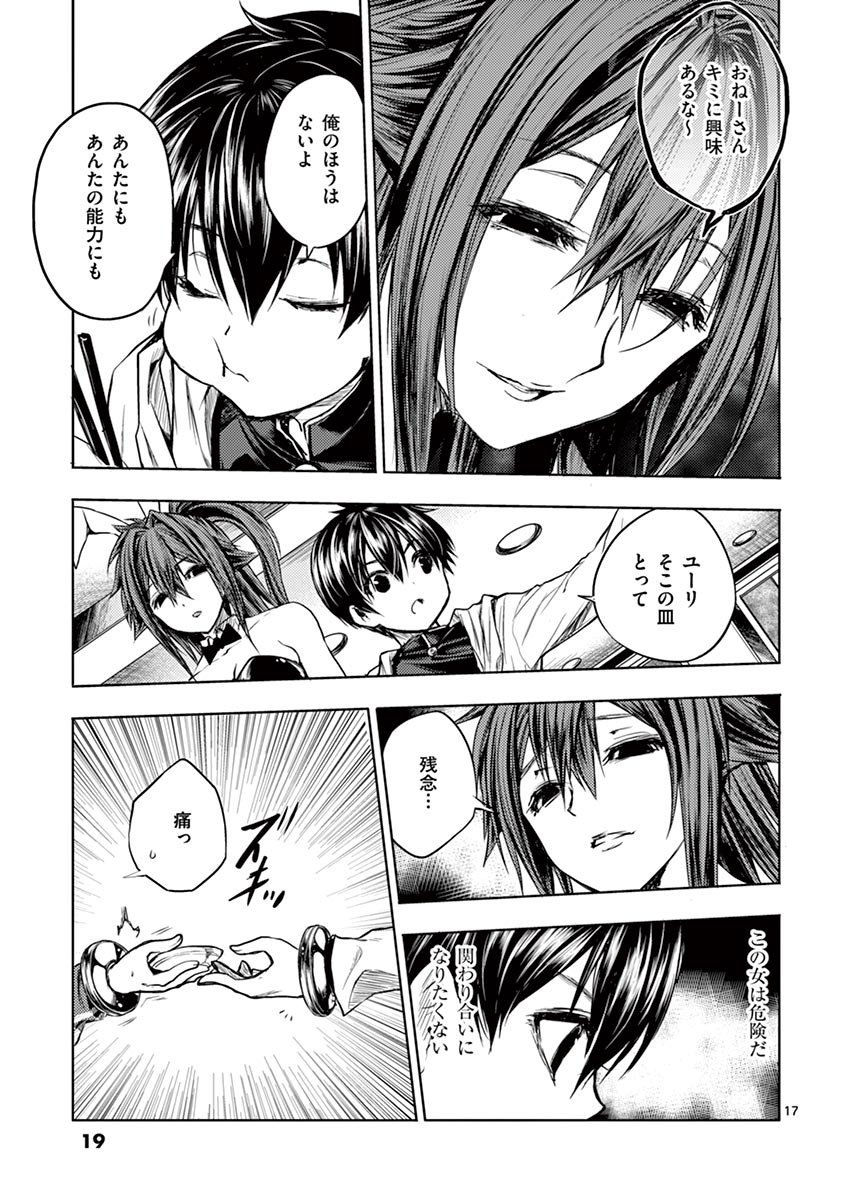 おねーさん
キミに興味
あるな〜
俺のほうは
ないよ
あんたにも
あんたの能力にも
ユーリ
そこの皿
とって
残念…
この女は危険だ
関わり合いに
なりたくない
ズキッ
痛っ
17
19